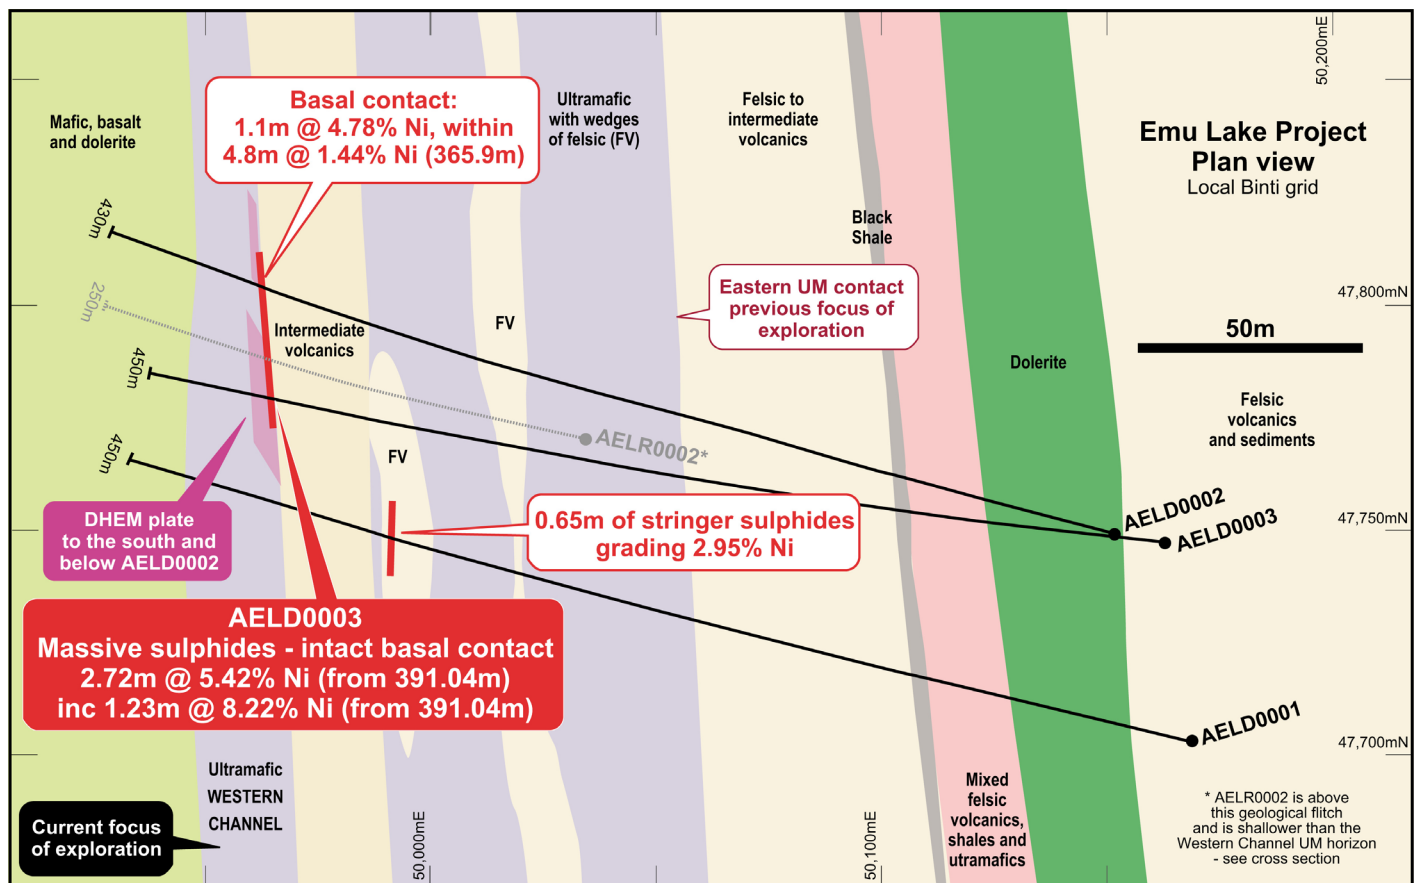 Emu Lake Project
Plan view
Local Binti grid
50,200mE
Mafic, basalt
and dolerite
Basal contact:
1.1m @ 4.78% Ni, within
4.8m @ 1.44% Ni (365.9m)
Ultramafic
with wedges
of felsic (FV)
Felsic to
intermediate
volcanics
Black
Shale
430m
250m
450m
450m
Eastern UM contact
previous focus of
exploration
47,800mN
50m
Intermediate
volcanics
FV
Dolerite
Felsic
volcanics
and sediments
AELR0002*
FV
DHEM plate
to the south and
below AELD0002
0.65m of stringer sulphides
grading 2.95% Ni
AELD0002
AELD0003
47,750mN
AELD0003
Massive sulphides - intact basal contact
2.72m @ 5.42% Ni (from 391.04m)
inc 1.23m @ 8.22% Ni (from 391.04m)
AELD0001
47,700mN
Ultramafic
WESTERN
CHANNEL
Current focus
of exploration
50,000mE
50,100mE
Mixed
felsic
volcanics,
shales and
utramafics
* AELR0002 is above
this geological flitch
and is shallower than the
Western Channel UM horizon
- see cross section